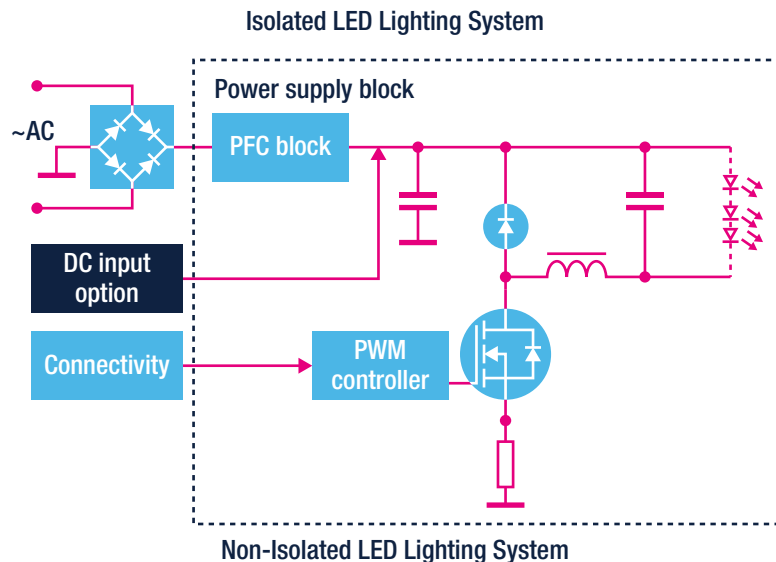 Isolated LED Lighting System
Power supply block
~AC
PFC block
DC input
option
Connectivity
PWM
controller
Non-Isolated LED Lighting System